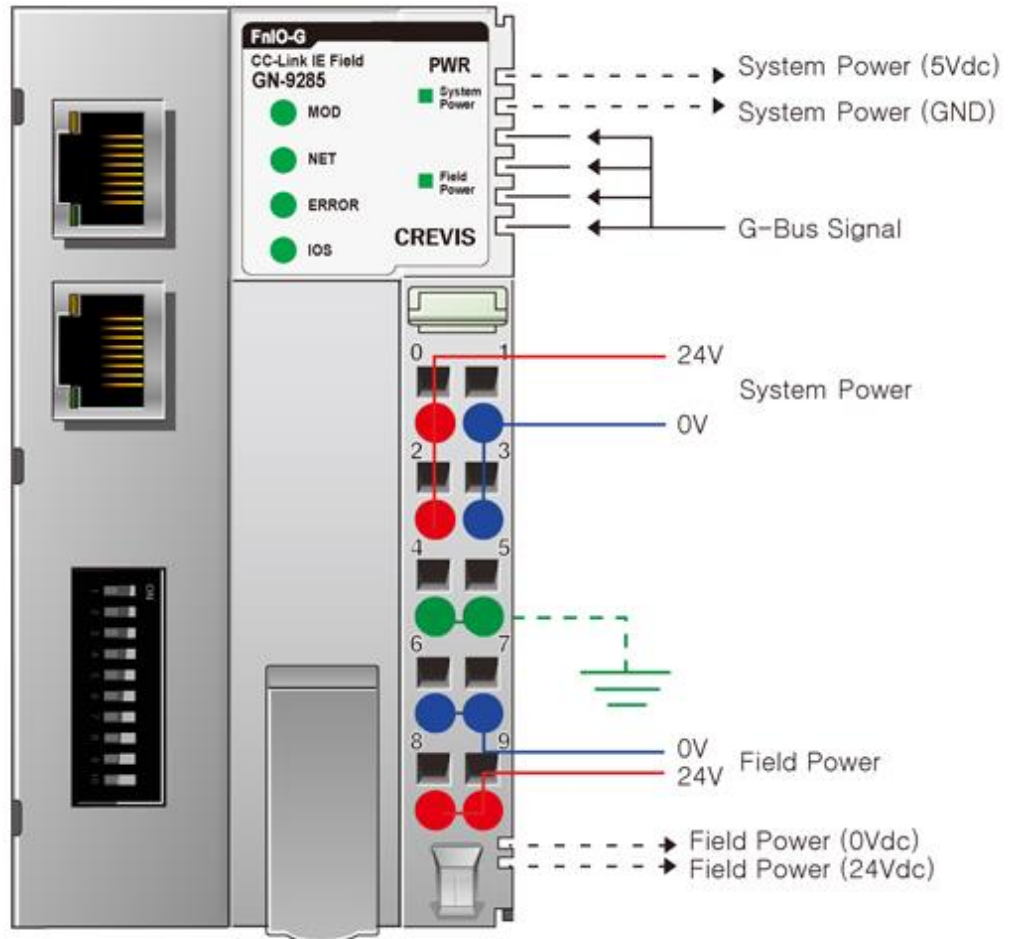 FnIO-G
CC-Link IE Field
GN-9285
PWR
System
Power
MOD
NET
Field
Power
ERROR
IOS
CREVIS
System Power (5Vdc)
System Power (GND)
G-Bus Signal
0 1
24V
System Power
0V
2 3
4 5
6 7
8 9
0V
24V
Field Power
Field Power (0Vdc)
Field Power (24Vdc)
ON